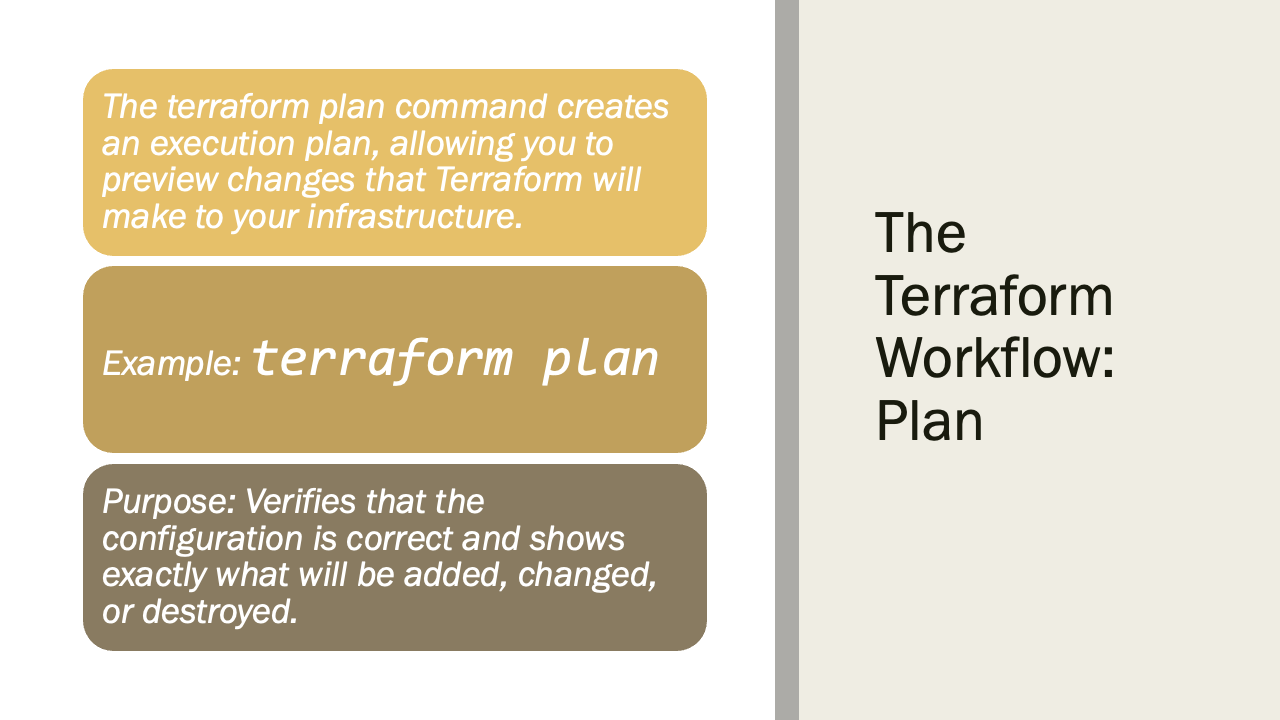 The terraform plan command creates
an execution plan, allowing you to
preview changes that Terraform will
make to your infrastructure.
Example: terraform plan
Purpose: Verifies that the
configuration is correct and shows
exactly what will be added, changed,
or destroyed.
The
Terraform
Workflow:
Plan